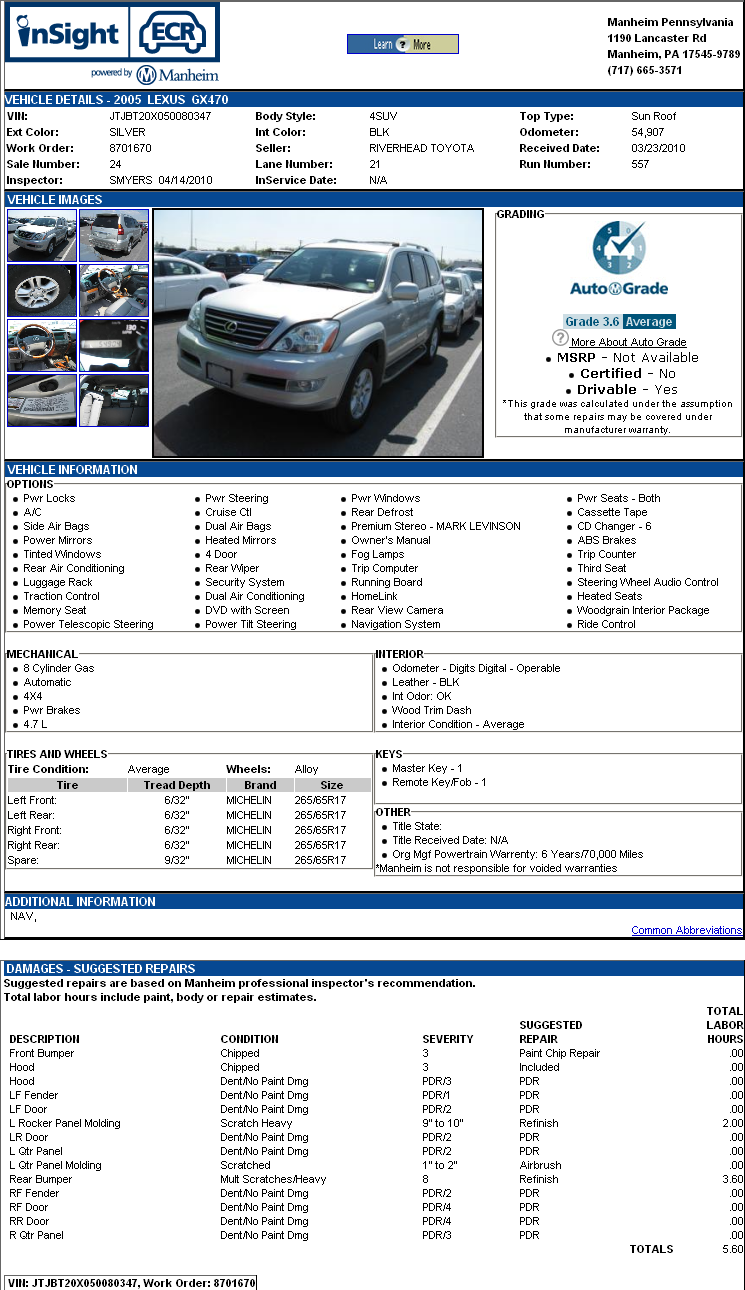 inSight ECR
powered by Manheim
Learn ? More
Manheim Pennsylvania
1190 Lancaster Rd
Manheim, PA 17545-9789
(717) 665-3571
VEHICLE DETAILS - 2005 LEXUS GX470
VIN: JTJBT20X050080347 Body Style: 4SUV Top Type: Sun Roof
Ext Color: SILVER Int Color: BLK Odometer: 54,907
Work Order: 8701670 Seller: RIVERHEAD TOYOTA Received Date: 03/23/2010
Sale Number: 24 Lane Number: 21 Run Number: 557
Inspector: SMYERS 04/14/2010 InService Date: N/A
VEHICLE IMAGES
GRADING
5 4 3 2 1 0
AutoGrade
Grade 3.6 Average
? More About Auto Grade
• MSRP - Not Available
• Certified - No
• Drivable - Yes
*This grade was calculated under the assumption
that some repairs may be covered under
manufacturer warranty.
VEHICLE INFORMATION
OPTIONS
• Pwr Locks • Pwr Steering • Pwr Windows • Pwr Seats - Both
• A/C • Cruise Ctl • Rear Defrost • Cassette Tape
• Side Air Bags • Dual Air Bags • Premium Stereo - MARK LEVINSON • CD Changer - 6
• Power Mirrors • Heated Mirrors • Owner's Manual • ABS Brakes
• Tinted Windows • 4 Door • Fog Lamps • Trip Counter
• Rear Air Conditioning • Rear Wiper • Trip Computer • Third Seat
• Luggage Rack • Security System • Running Board • Steering Wheel Audio Control
• Traction Control • Dual Air Conditioning • HomeLink • Heated Seats
• Memory Seat • DVD with Screen • Rear View Camera • Woodgrain Interior Package
• Power Telescopic Steering • Power Tilt Steering • Navigation System • Ride Control
MECHANICAL
• 8 Cylinder Gas
• Automatic
• 4X4
• Pwr Brakes
• 4.7 L
INTERIOR
• Odometer - Digits Digital - Operable
• Leather - BLK
• Int Odor: OK
• Wood Trim Dash
• Interior Condition - Average
TIRES AND WHEELS
Tire Condition: Average Wheels: Alloy
Tire Tread Depth Brand Size
Left Front: 6/32" MICHELIN 265/65R17
Left Rear: 6/32" MICHELIN 265/65R17
Right Front: 6/32" MICHELIN 265/65R17
Right Rear: 6/32" MICHELIN 265/65R17
Spare: 9/32" MICHELIN 265/65R17
KEYS
• Master Key - 1
• Remote Key/Fob - 1
OTHER
• Title State:
• Title Received Date: N/A
• Org Mgf Powertrain Warrenty: 6 Years/70,000 Miles
*Manheim is not responsible for voided warranties
ADDITIONAL INFORMATION
NAV,
Common Abbreviations
DAMAGES - SUGGESTED REPAIRS
Suggested repairs are based on Manheim professional inspector's recommendation.
Total labor hours include paint, body or repair estimates.
DESCRIPTION CONDITION SEVERITY SUGGESTED REPAIR TOTAL LABOR HOURS
Front Bumper Chipped 3 Paint Chip Repair .00
Hood Chipped 3 Included .00
Hood Dent/No Paint Dmg PDR/3 PDR .00
LF Fender Dent/No Paint Dmg PDR/1 PDR .00
LF Door Dent/No Paint Dmg PDR/2 PDR .00
L Rocker Panel Molding Scratch Heavy 9" to 10" Refinish 2.00
LR Door Dent/No Paint Dmg PDR/2 PDR .00
L Qtr Panel Dent/No Paint Dmg PDR/2 PDR .00
L Qtr Panel Molding Scratched 1" to 2" Airbrush .00
Rear Bumper Mult Scratches/Heavy 8 Refinish 3.60
RF Fender Dent/No Paint Dmg PDR/2 PDR .00
RF Door Dent/No Paint Dmg PDR/4 PDR .00
RR Door Dent/No Paint Dmg PDR/4 PDR .00
R Qtr Panel Dent/No Paint Dmg PDR/3 PDR .00
TOTALS 5.60
VIN: JTJBT20X050080347, Work Order: 8701670